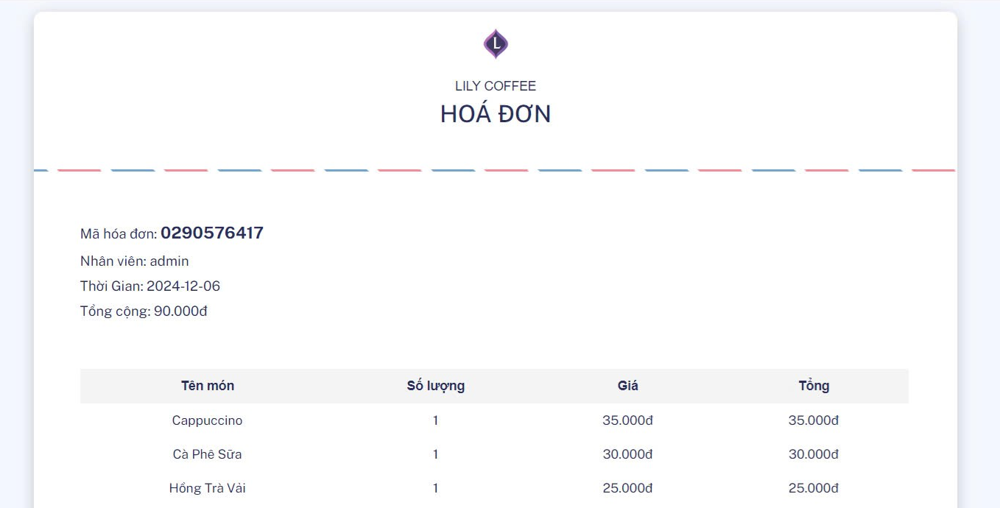 L
LILY COFFEE
HOÁ ĐƠN
Mã hóa đơn: 0290576417
Nhân viên: admin
Thời Gian: 2024-12-06
Tổng cộng: 90.000đ
Tên món Số lượng Giá Tổng
Cappuccino 1 35.000đ 35.000đ
Cà Phê Sữa 1 30.000đ 30.000đ
Hồng Trà Vải 1 25.000đ 25.000đ